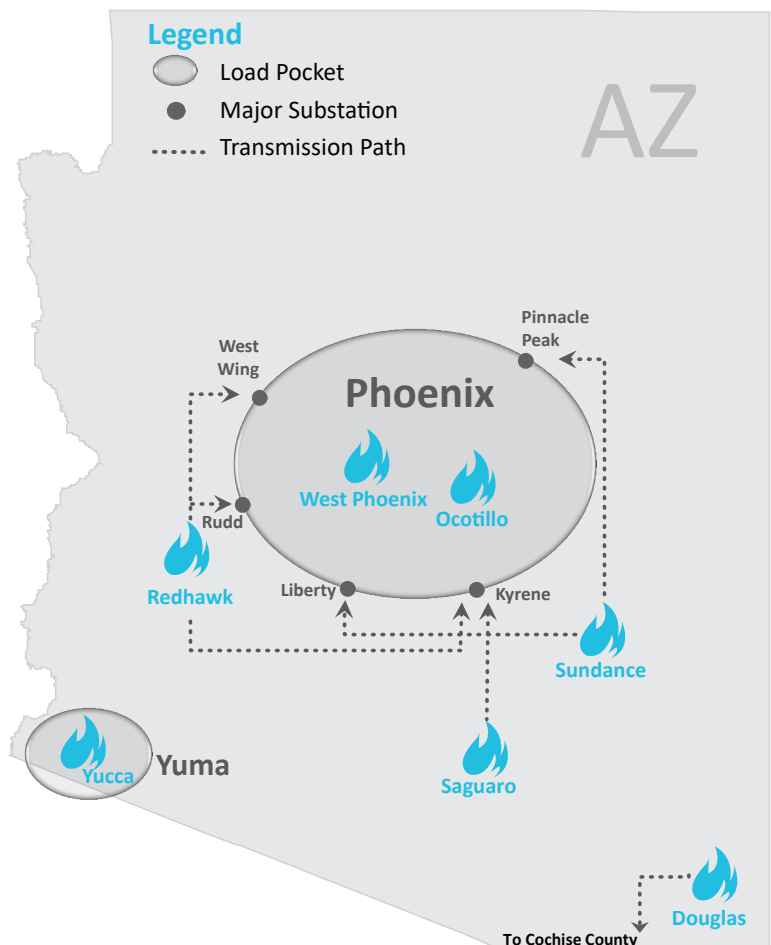 Legend
Load Pocket
Major Substation
Transmission Path
AZ
Pinnacle
Peak
West
Wing
Phoenix
West Phoenix
Ocotillo
Rudd
Redhawk
Liberty
Kyrene
Sundance
Yucca
Yuma
Saguaro
Douglas
To Cochise County